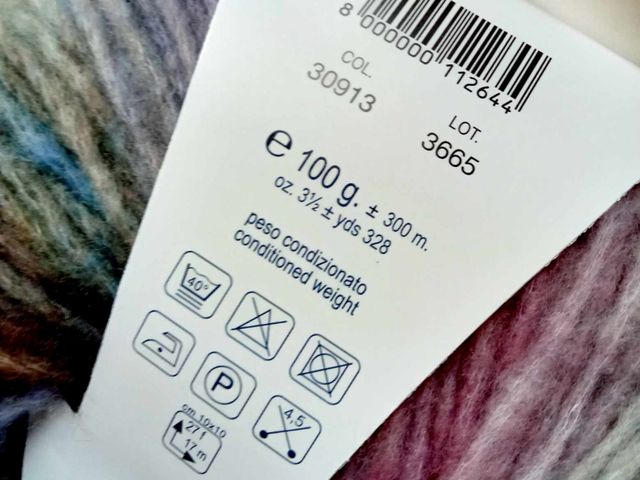 8 000000 112644
COL.
30913
LOT.
3665
℮ 100 g. ± 300 m.
oz. 3½ ± yds 328
peso condizionato
conditioned weight
40°
P
4,5
cm 10x10
27 f
17 m